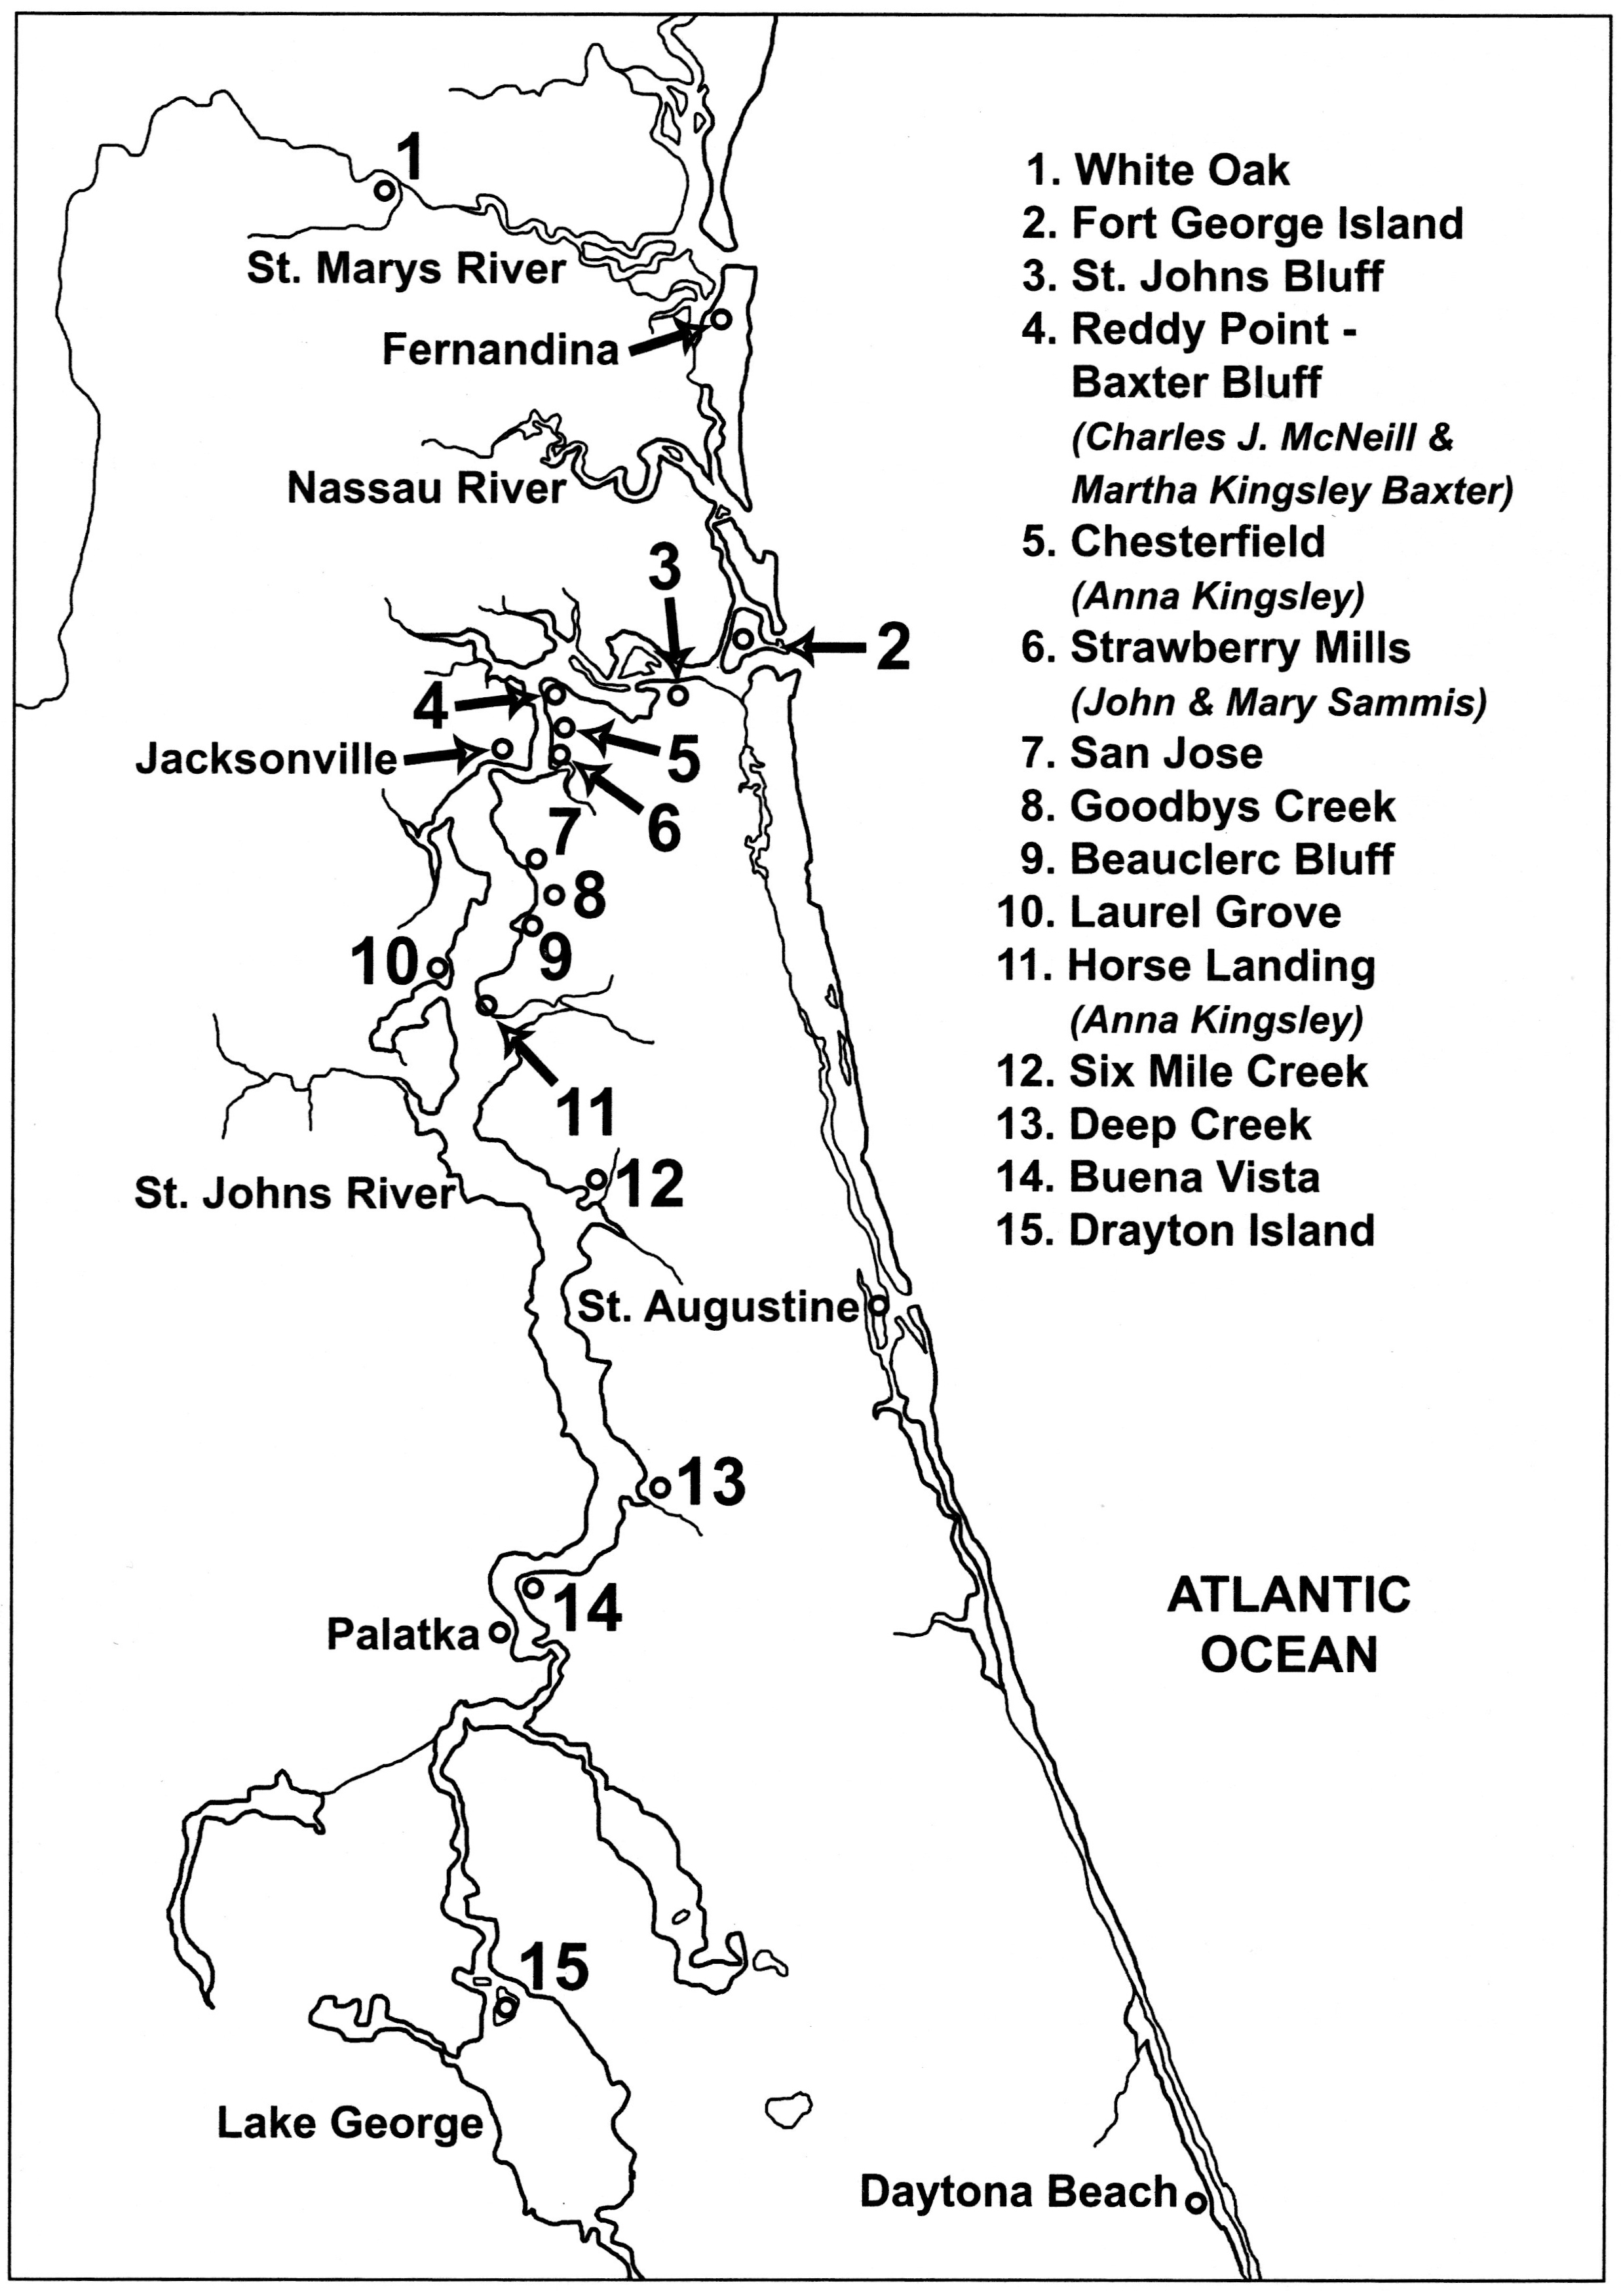 1
St. Marys River
Fernandina
Nassau River
3
2
4
Jacksonville
5
6
7
8
9
10
11
12
St. Johns River
St. Augustine
13
14
Palatka
15
Lake George
Daytona Beach
ATLANTIC
OCEAN
1. White Oak
2. Fort George Island
3. St. Johns Bluff
4. Reddy Point -
Baxter Bluff
(Charles J. McNeill &
Martha Kingsley Baxter)
5. Chesterfield
(Anna Kingsley)
6. Strawberry Mills
(John & Mary Sammis)
7. San Jose
8. Goodbys Creek
9. Beauclerc Bluff
10. Laurel Grove
11. Horse Landing
(Anna Kingsley)
12. Six Mile Creek
13. Deep Creek
14. Buena Vista
15. Drayton Island